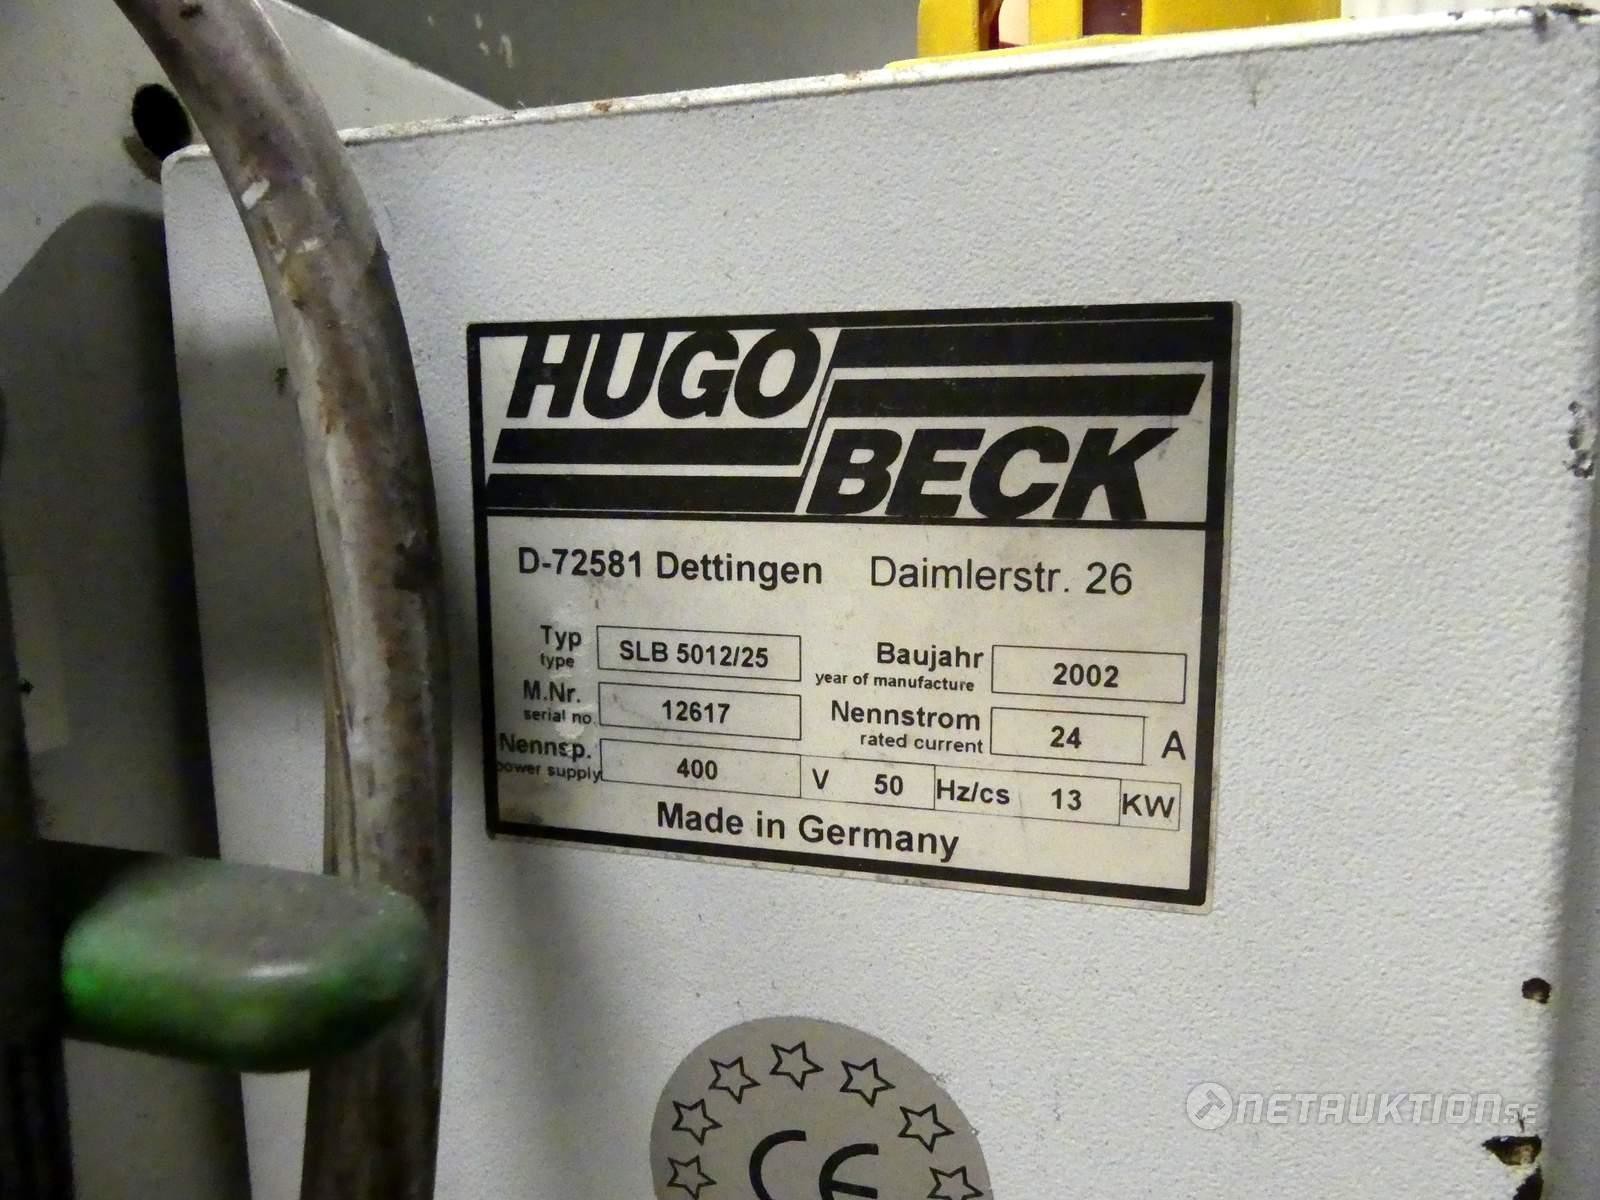 HUGO
BECK
D-72581 Dettingen Daimlerstr. 26
Typ SLB 5012/25 Baujahr 2002
type year of manufacture
M.Nr. 12617 Nennstrom 24 A
serial no. rated current
Nennsp. 400 V 50 Hz/cs 13 KW
power supply
Made in Germany
CE
NETAUKTION.SE